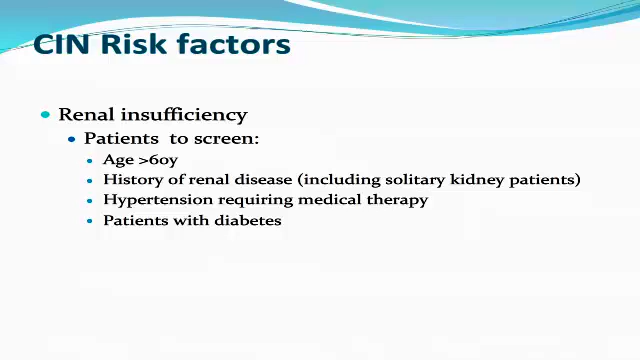 CIN Risk factors
Renal insufficiency
Patients to screen:
Age >60y
History of renal disease (including solitary kidney patients)
Hypertension requiring medical therapy
Patients with diabetes